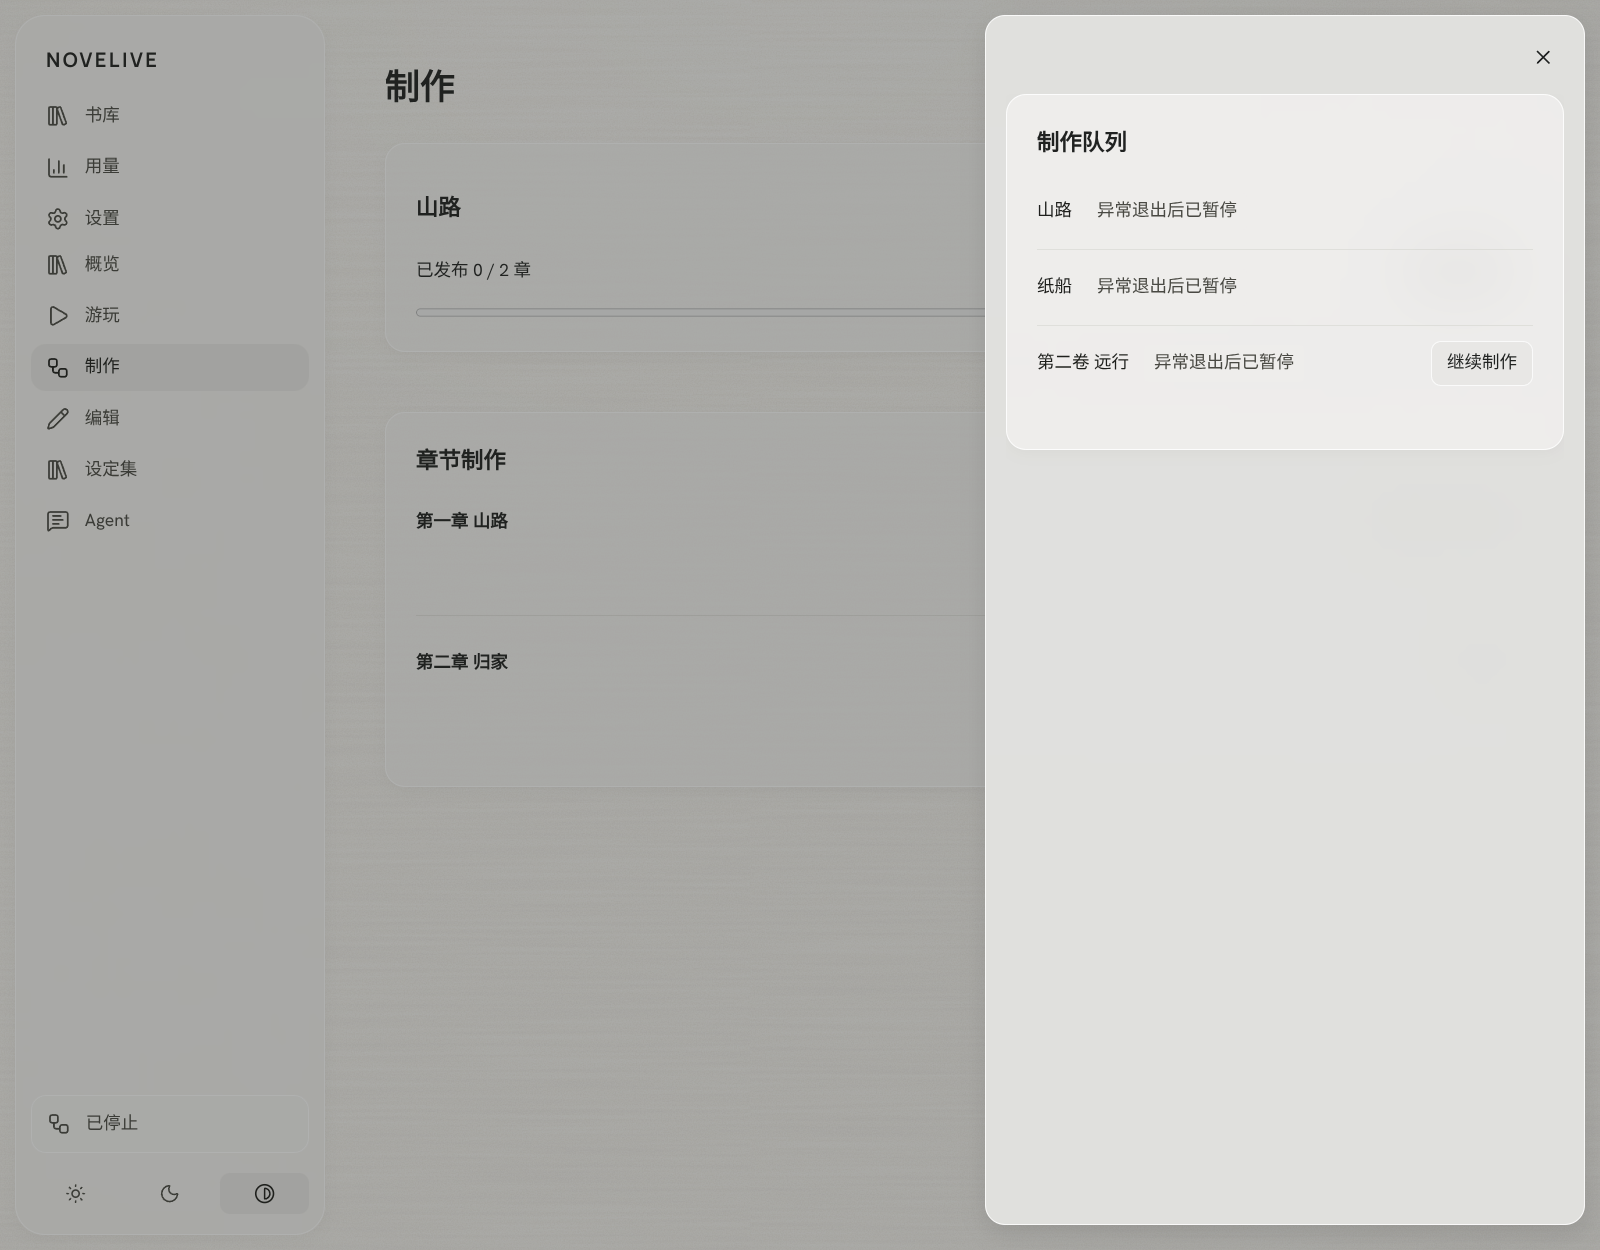 NOVELIVE
书库
用量
设置
概览
游玩
制作
编辑
设定集
Agent
已停止
制作
山路
已发布 0 / 2 章
章节制作
第一章 山路
第二章 归家
制作队列
山路 异常退出后已暂停
纸船 异常退出后已暂停
第二卷 远行 异常退出后已暂停 继续制作